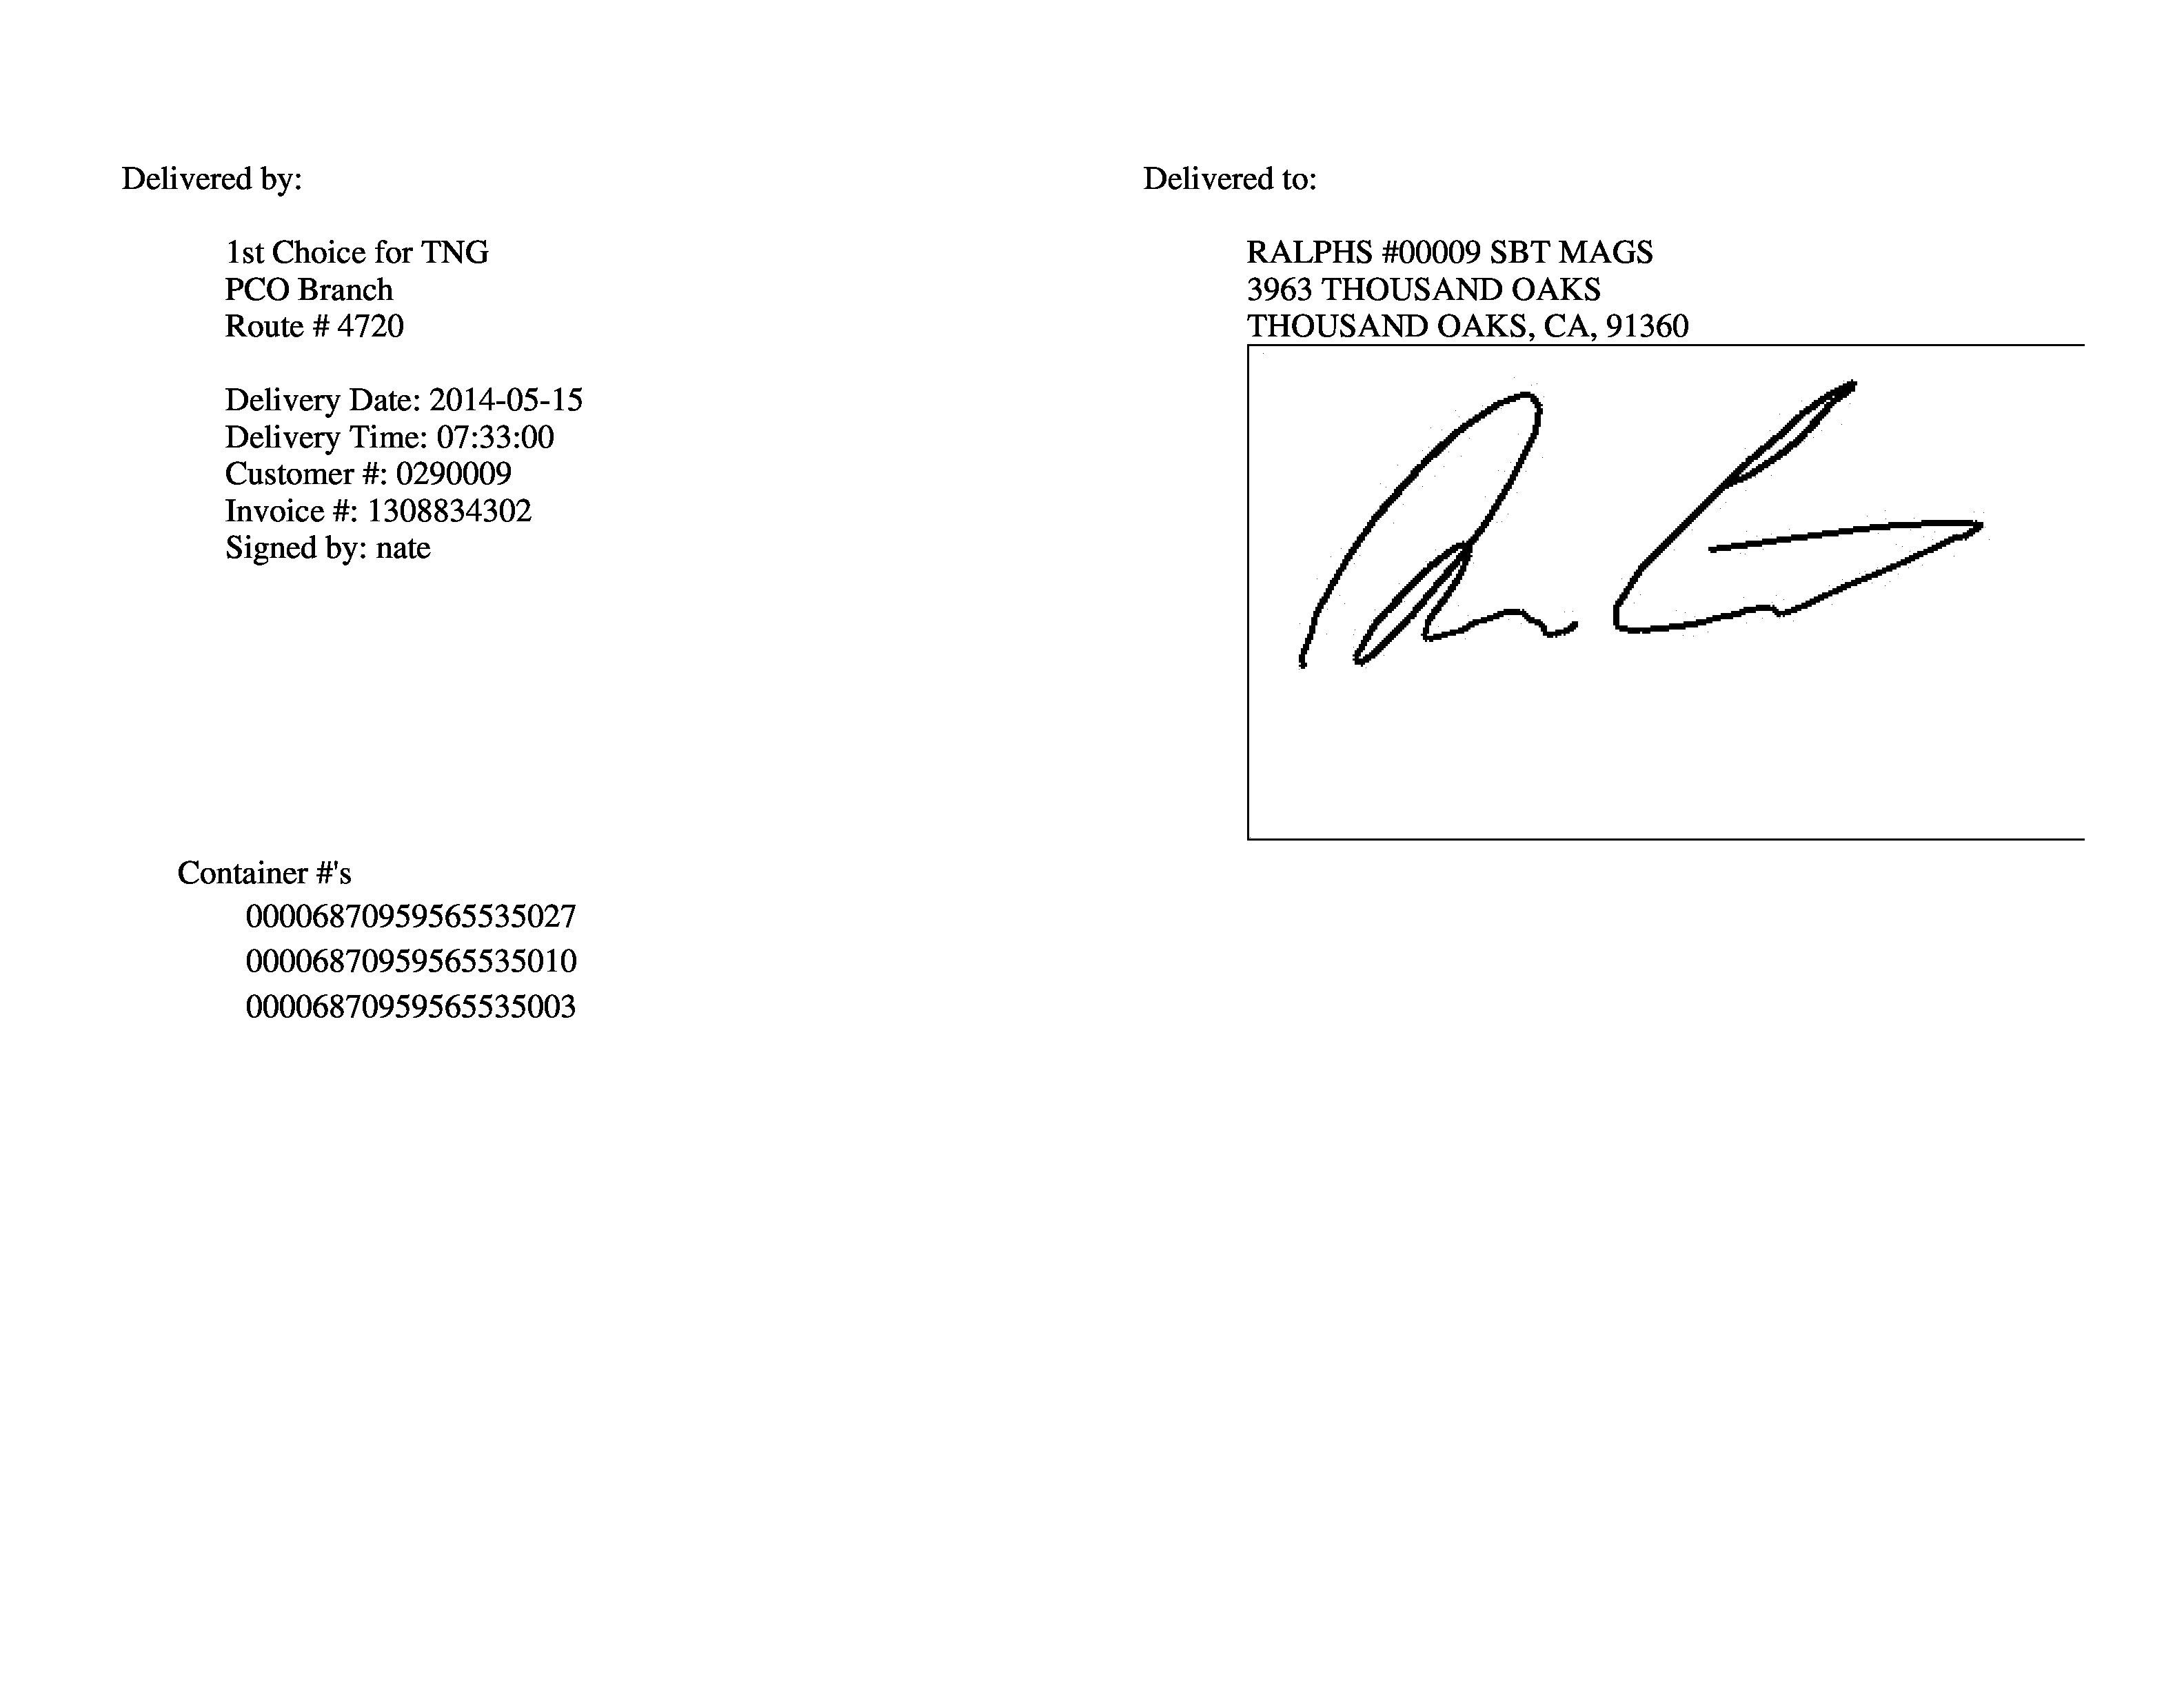 Delivered by:
1st Choice for TNG
PCO Branch
Route # 4720
Delivery Date: 2014-05-15
Delivery Time: 07:33:00
Customer #: 0290009
Invoice #: 1308834302
Signed by: nate
Delivered to:
RALPHS #00009 SBT MAGS
3963 THOUSAND OAKS
THOUSAND OAKS, CA, 91360
Container #'s
00006870959565535027
00006870959565535010
00006870959565535003